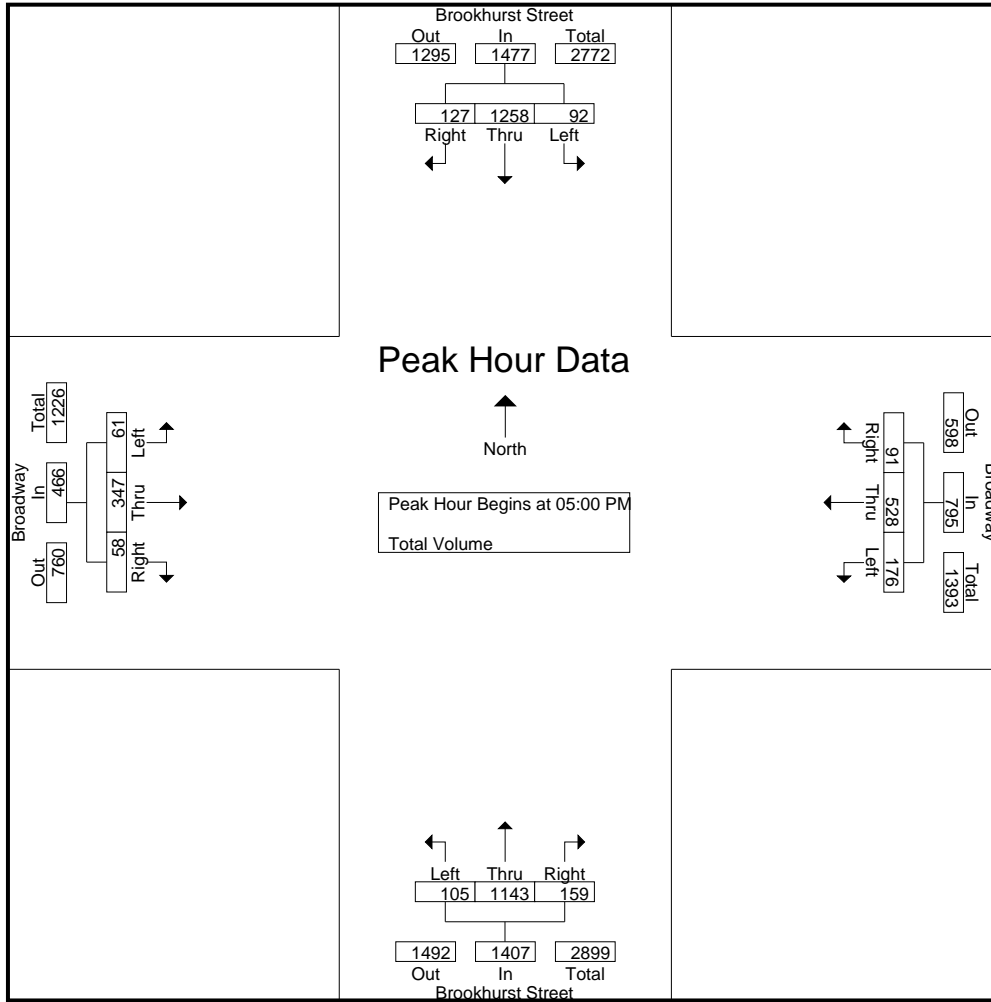 Brookhurst Street
Out In Total
1295 1477 2772
127 1258 92
Right Thru Left
Peak Hour Data
North
Peak Hour Begins at 05:00 PM
Total Volume
Broadway
Out In Total
760 466 1226
61 347 58
Left Thru Right
Broadway
Out In Total
598 795 1393
91 528 176
Right Thru Left
Left Thru Right
105 1143 159
1492 1407 2899
Out In Total
Brookhurst Street